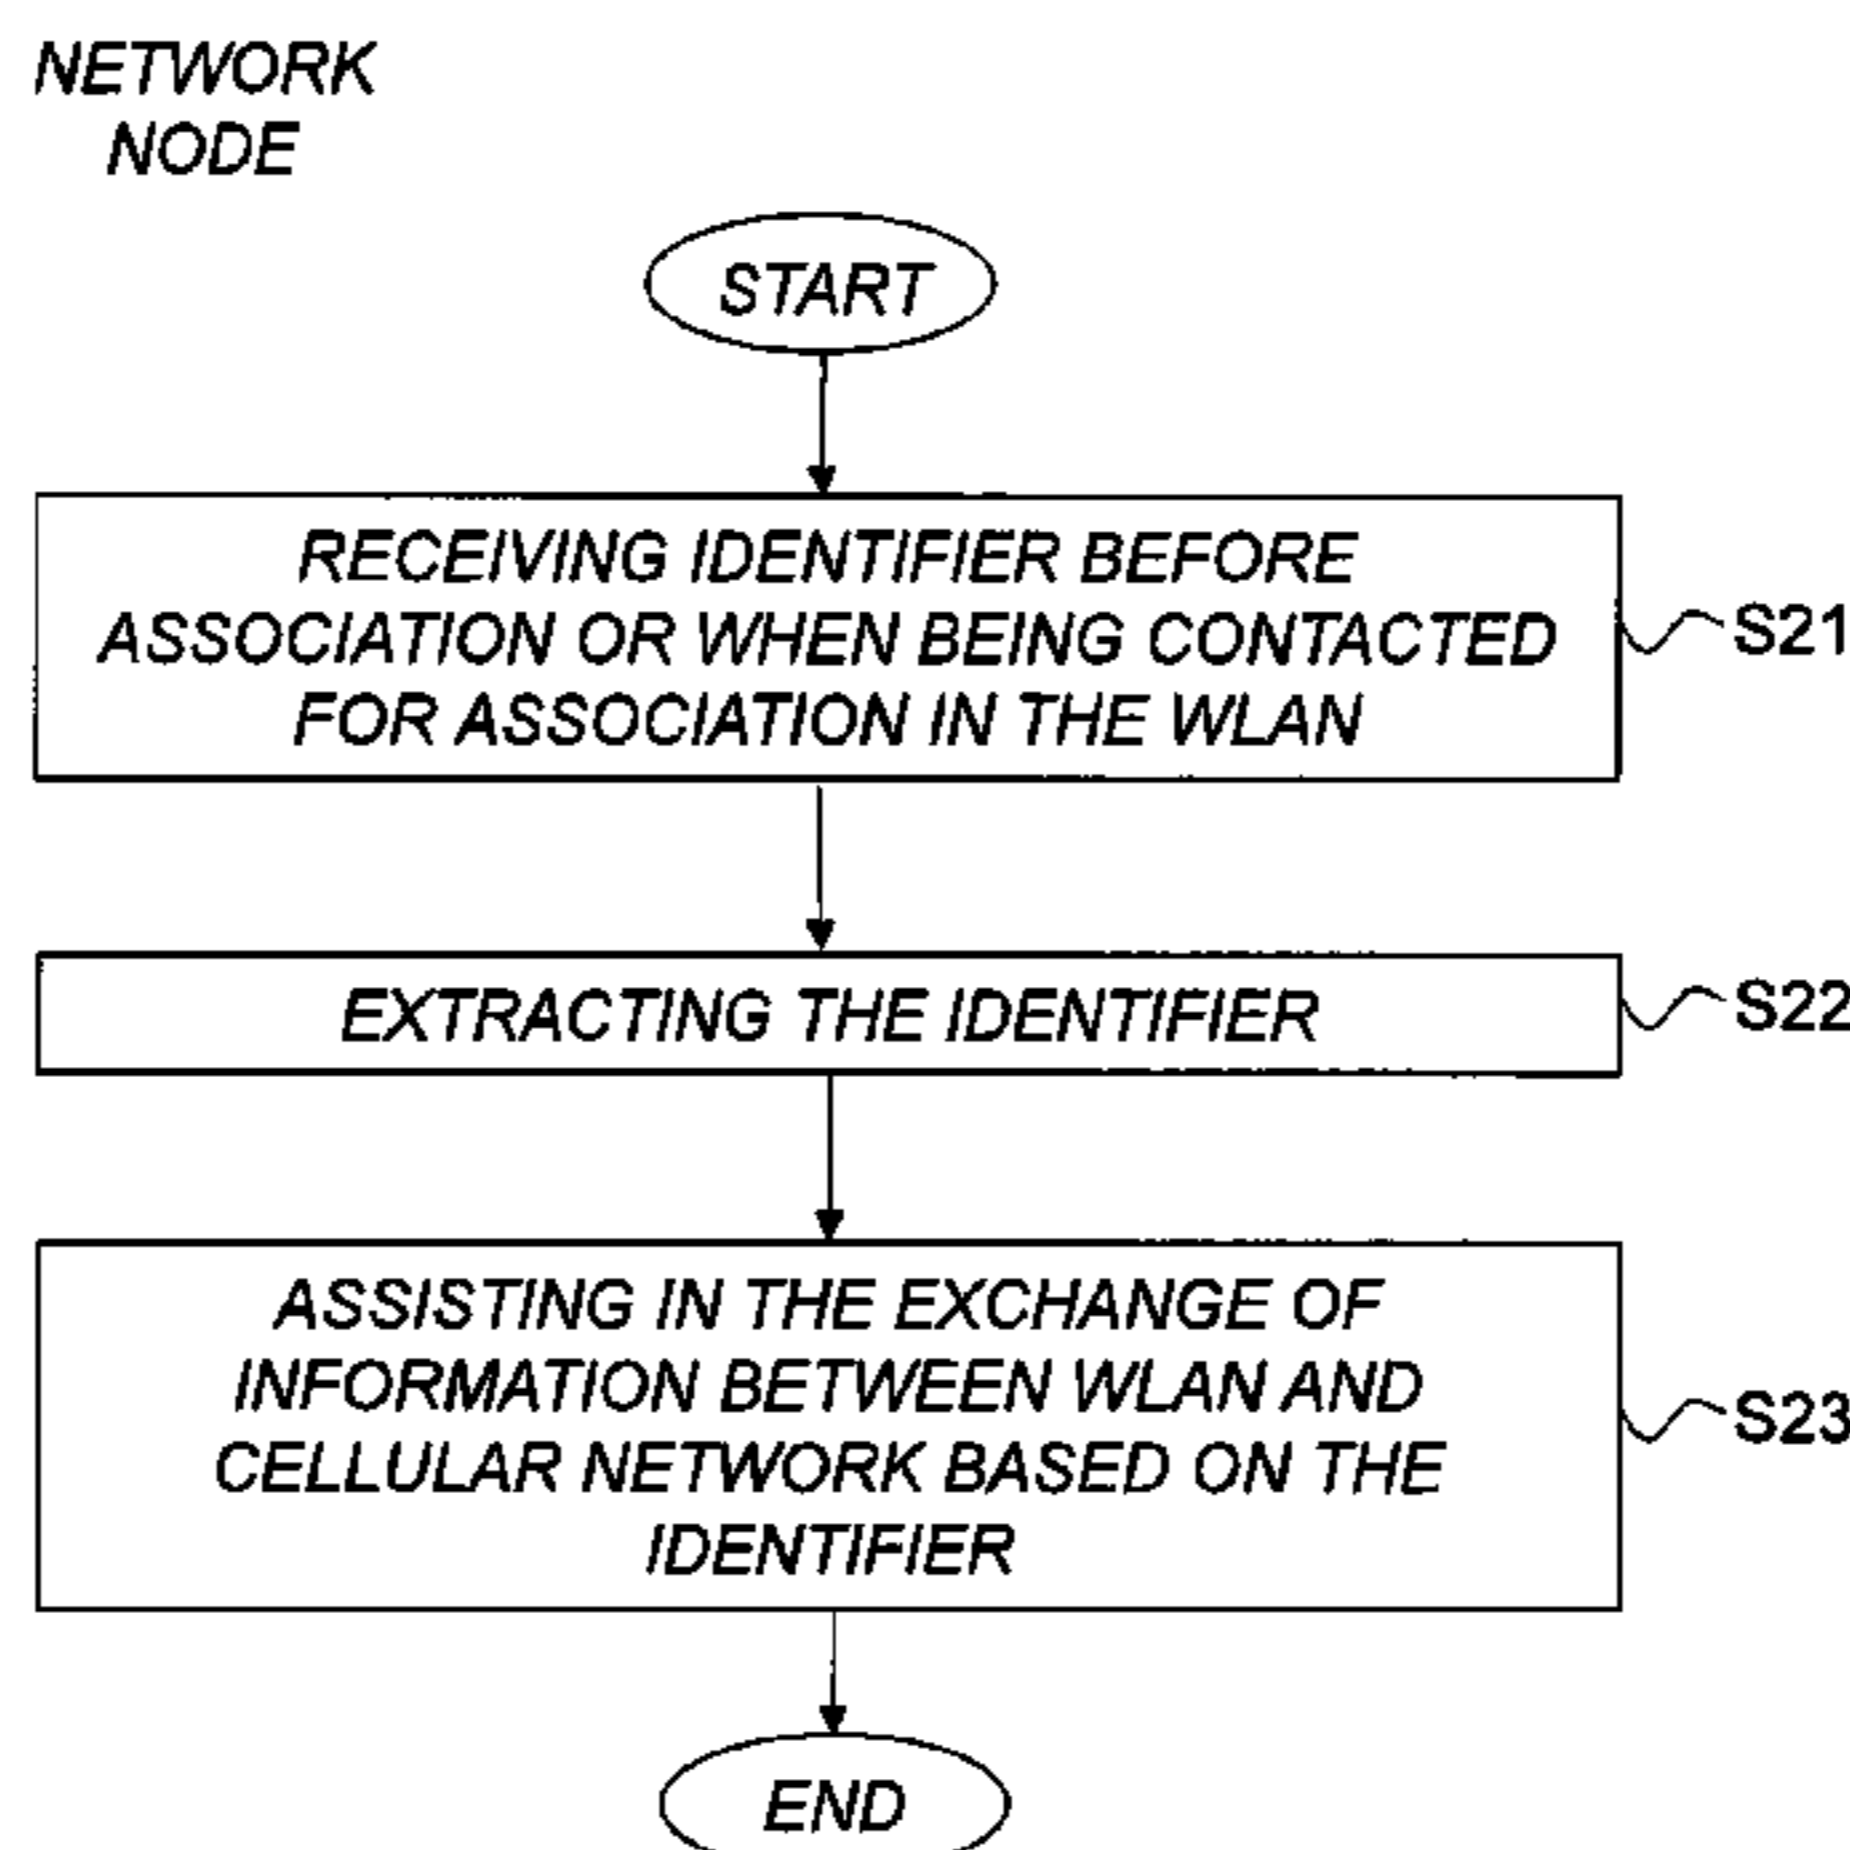 NETWORK
NODE
START
RECEIVING IDENTIFIER BEFORE
ASSOCIATION OR WHEN BEING CONTACTED
FOR ASSOCIATION IN THE WLAN
S21
EXTRACTING THE IDENTIFIER
S22
ASSISTING IN THE EXCHANGE OF
INFORMATION BETWEEN WLAN AND
CELLULAR NETWORK BASED ON THE
IDENTIFIER
S23
END